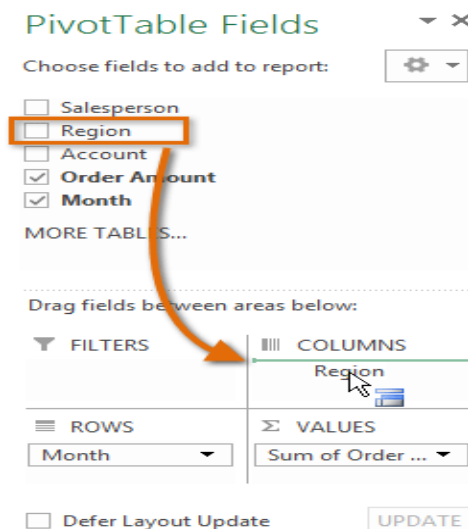 PivotTable Fields
Choose fields to add to report:
Salesperson
Region
Account
Order Amount
Month
MORE TABLES...
Drag fields between areas below:
FILTERS
COLUMNS
Region
ROWS
Month
Σ VALUES
Sum of Order ...
Defer Layout Update
UPDATE